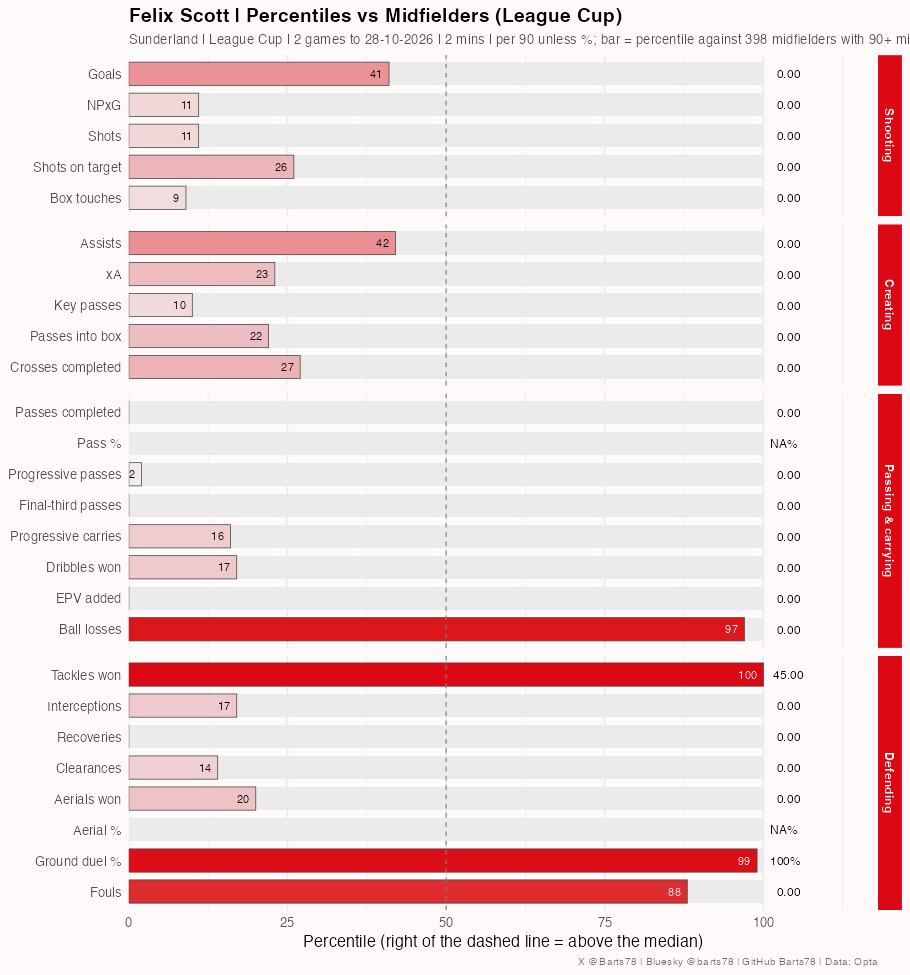 Felix Scott | Percentiles vs Midfielders (League Cup)
Sunderland | League Cup | 2 games to 28-10-2026 | 2 mins | per 90 unless %; bar = percentile against 398 midfielders with 90+ mi
Goals 41 0.00
NPxG 11 0.00
Shots 11 0.00
Shots on target 26 0.00
Box touches 9 0.00
Shooting
Assists 42 0.00
xA 23 0.00
Key passes 10 0.00
Passes into box 22 0.00
Crosses completed 27 0.00
Creating
Passes completed 0.00
Pass % NA%
Progressive passes 2 0.00
Final-third passes 0.00
Progressive carries 16 0.00
Dribbles won 17 0.00
EPV added 0.00
Ball losses 97 0.00
Passing & carrying
Tackles won 100 45.00
Interceptions 17 0.00
Recoveries 0.00
Clearances 14 0.00
Aerials won 20 0.00
Aerial % NA%
Ground duel % 99 100%
Fouls 88 0.00
Defending
0 25 50 75 100
Percentile (right of the dashed line = above the median)
X @Barts78 | Bluesky @barts78 | GitHub Barts78 | Data: Opta